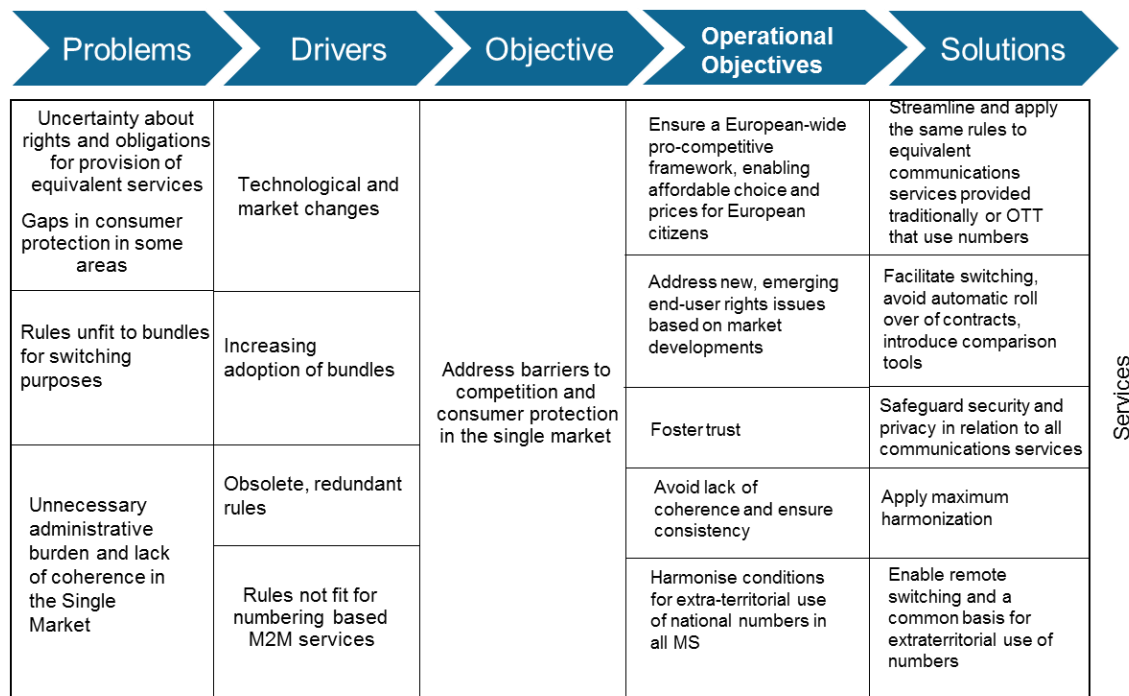 Problems
Drivers
Objective
Operational
Objectives
Solutions
Uncertainty about
rights and obligations
for provision of
equivalent services
Gaps in consumer
protection in some
areas
Rules unfit to bundles
for switching
purposes
Unnecessary
administrative
burden and lack
of coherence in
the Single
Market
Technological and
market changes
Increasing
adoption of bundles
Obsolete, redundant
rules
Rules not fit for
numbering based
M2M services
Address barriers to
competition and
consumer protection
in the single market
Ensure a European-wide
pro-competitive
framework, enabling
affordable choice and
prices for European
citizens
Address new, emerging
end-user rights issues
based on market
developments
Foster trust
Avoid lack of
coherence and ensure
consistency
Harmonise conditions
for extra-territorial use
of national numbers in
all MS
Streamline and apply
the same rules to
equivalent
communications
services provided
traditionally or OTT
that use numbers
Facilitate switching,
avoid automatic roll
over of contracts,
introduce comparison
tools
Safeguard security and
privacy in relation to all
communications services
Apply maximum
harmonization
Enable remote
switching and a
common basis for
extraterritorial use of
numbers
Services